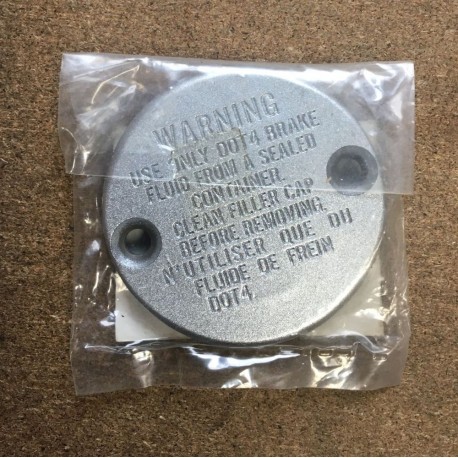 WARNING
USE ONLY DOT4 BRAKE
FLUID FROM A SEALED
CONTAINER.
CLEAN FILLER CAP
BEFORE REMOVING.
N'UTILISER QUE DU
FLUIDE DE FREIN
DOT4.